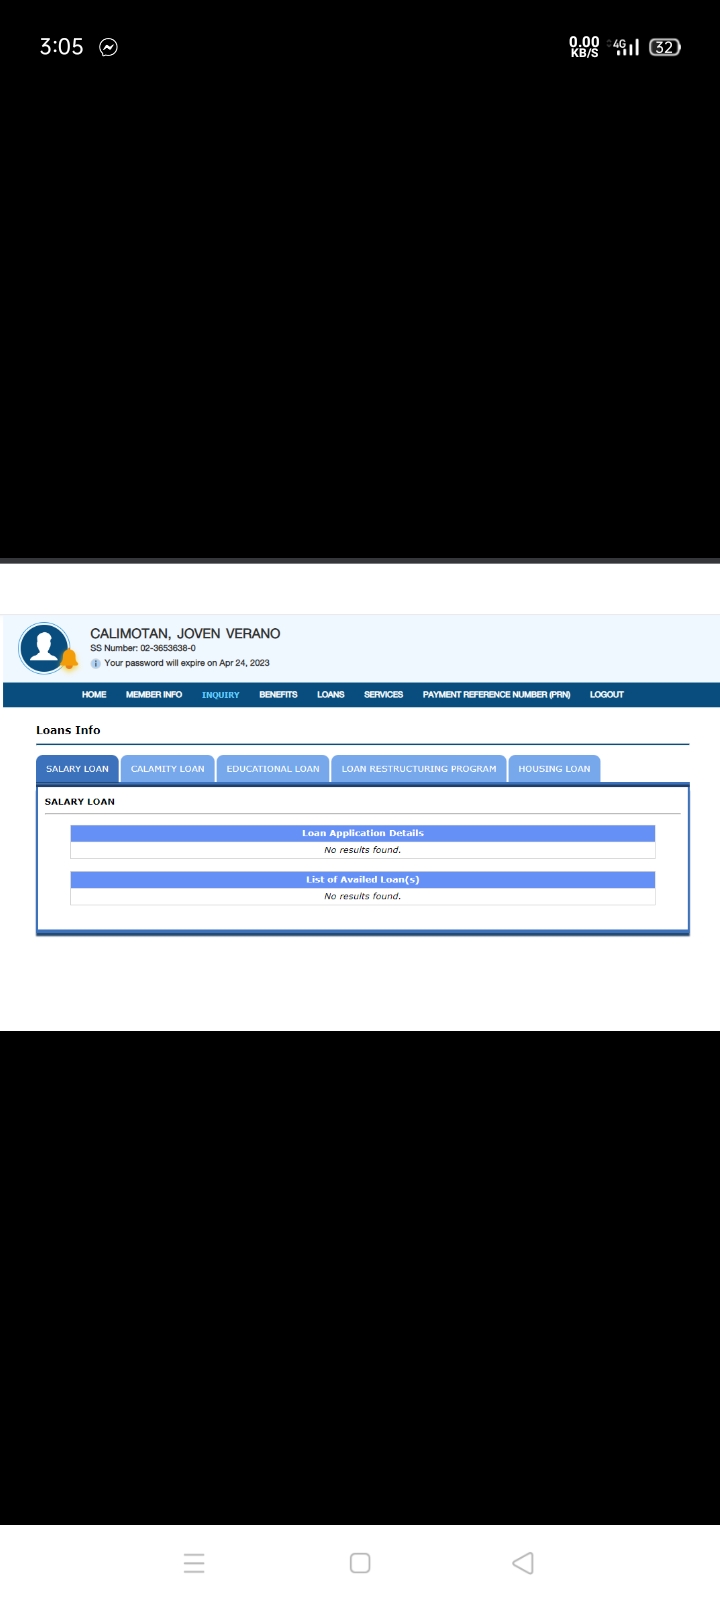 3:05
0.00
KB/S
4G
32
CALIMOTAN, JOVEN VERANO
SS Number: 02-3653638-0
Your password will expire on Apr 24, 2023
HOME MEMBER INFO INQUIRY BENEFITS LOANS SERVICES PAYMENT REFERENCE NUMBER (PRN) LOGOUT
Loans Info
SALARY LOAN CALAMITY LOAN EDUCATIONAL LOAN LOAN RESTRUCTURING PROGRAM HOUSING LOAN
SALARY LOAN
Loan Application Details
No results found.
List of Availed Loan(s)
No results found.